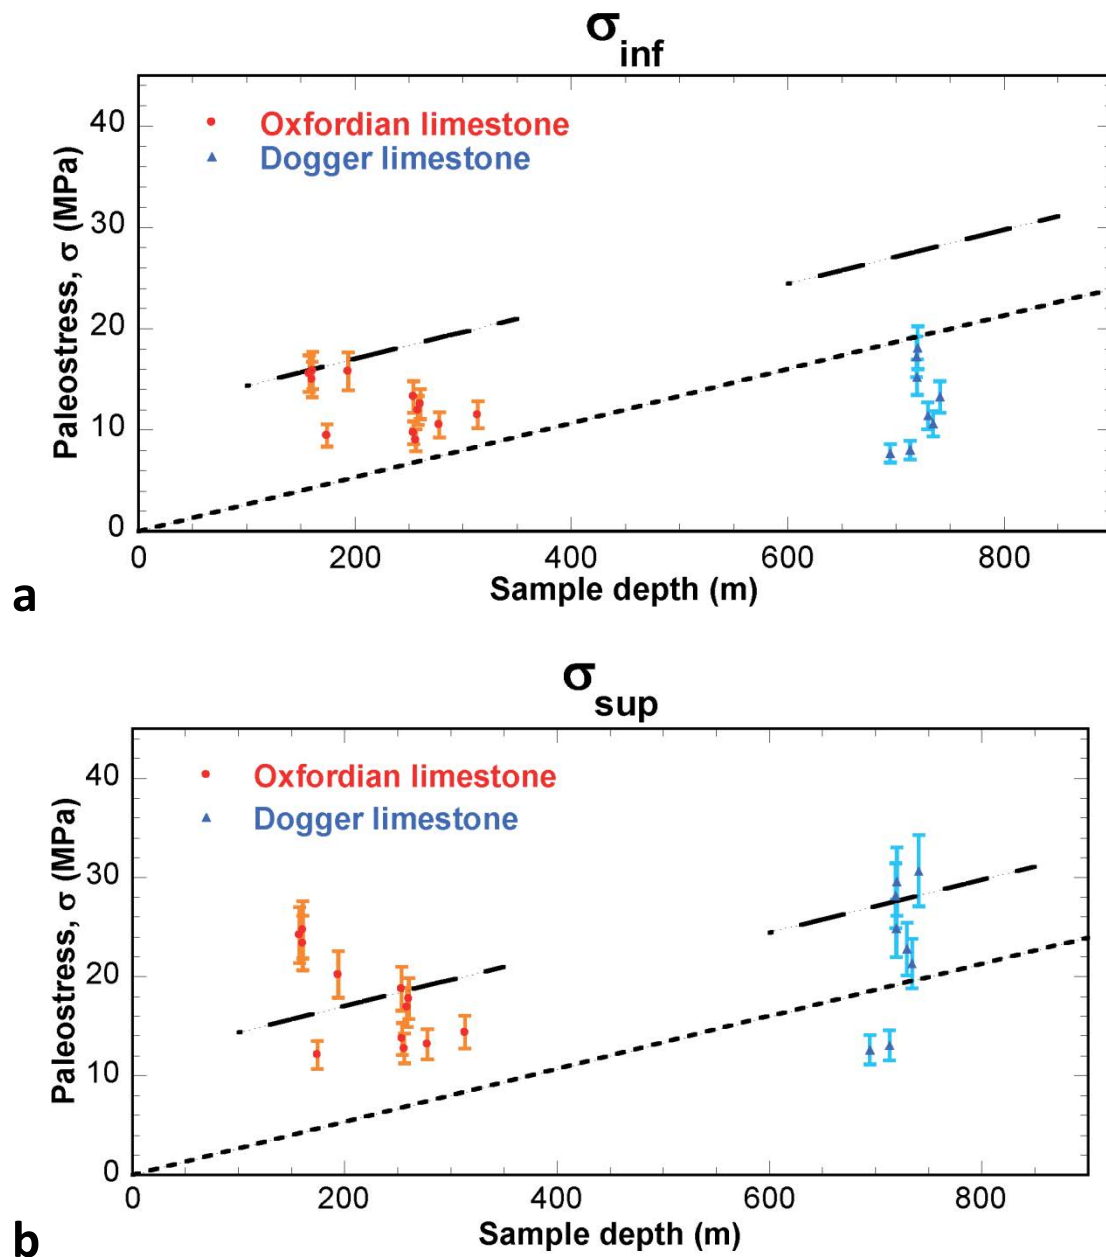 σinf
40
30
20
10
0
Paleostress, σ (MPa)
Oxfordian limestone
Dogger limestone
0 200 400 600 800
Sample depth (m)
a
σsup
40
30
20
10
0
Paleostress, σ (MPa)
Oxfordian limestone
Dogger limestone
0 200 400 600 800
Sample depth (m)
b